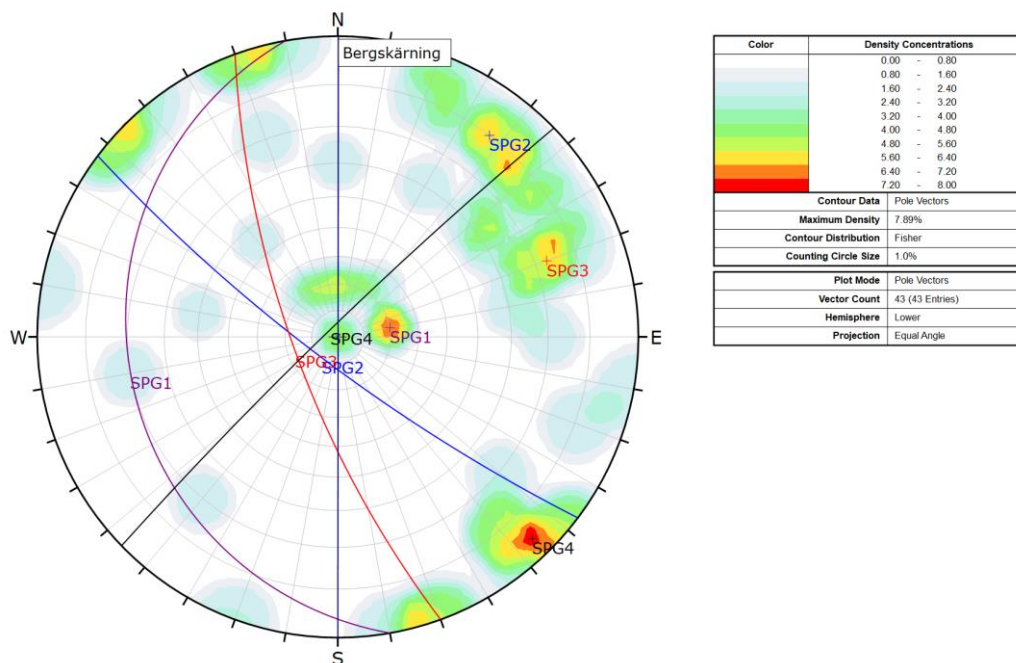 N
Bergskärning
SPG2
SPG3
SPG1
SPG4
W
E
SPG3
SPG2
SPG1
SPG4
S
Color Density Concentrations
0.00 - 0.80
0.80 - 1.60
1.60 - 2.40
2.40 - 3.20
3.20 - 4.00
4.00 - 4.80
4.80 - 5.60
5.60 - 6.40
6.40 - 7.20
7.20 - 8.00
Contour Data Pole Vectors
Maximum Density 7.89%
Contour Distribution Fisher
Counting Circle Size 1.0%
Plot Mode Pole Vectors
Vector Count 43 (43 Entries)
Hemisphere Lower
Projection Equal Angle